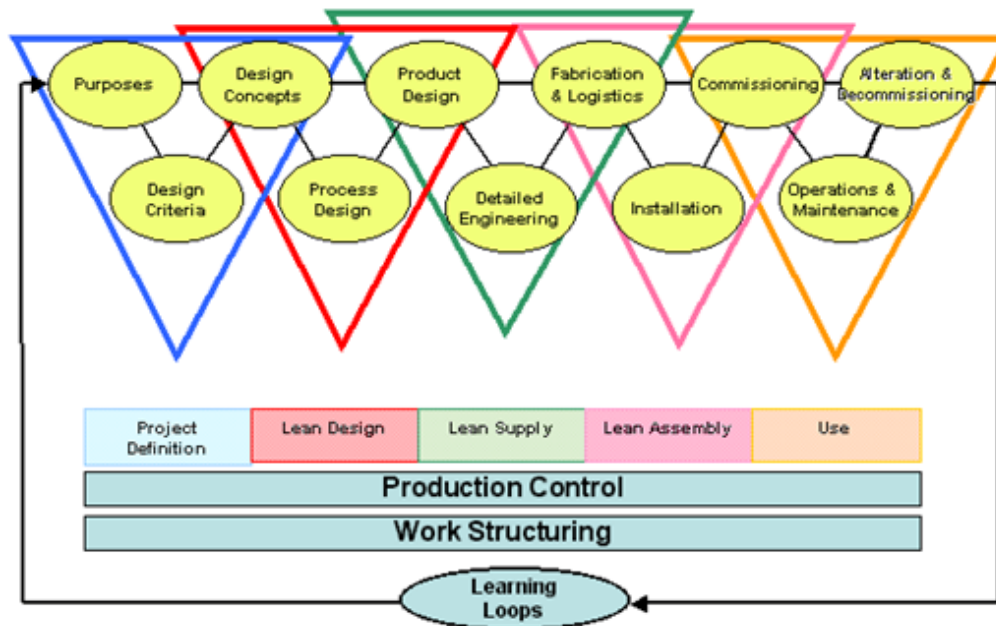 Purposes
Design
Concepts
Product
Design
Fabrication
& Logistics
Commissioning
Alteration &
Decommissioning
Design
Criteria
Process
Design
Detailed
Engineering
Installation
Operations &
Maintenance
Project
Definition
Lean Design
Lean Supply
Lean Assembly
Use
Production Control
Work Structuring
Learning
Loops